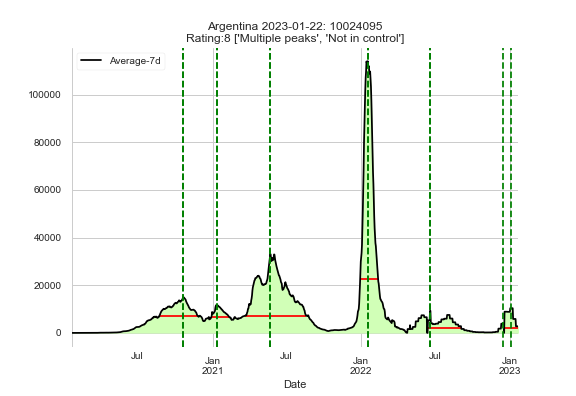 Argentina 2023-01-22: 10024095
Rating:8 ['Multiple peaks', 'Not in control']
Average-7d
100000
80000
60000
40000
20000
0
Jul
Jan
2021
Jul
Jan
2022
Jul
Jan
2023
Date